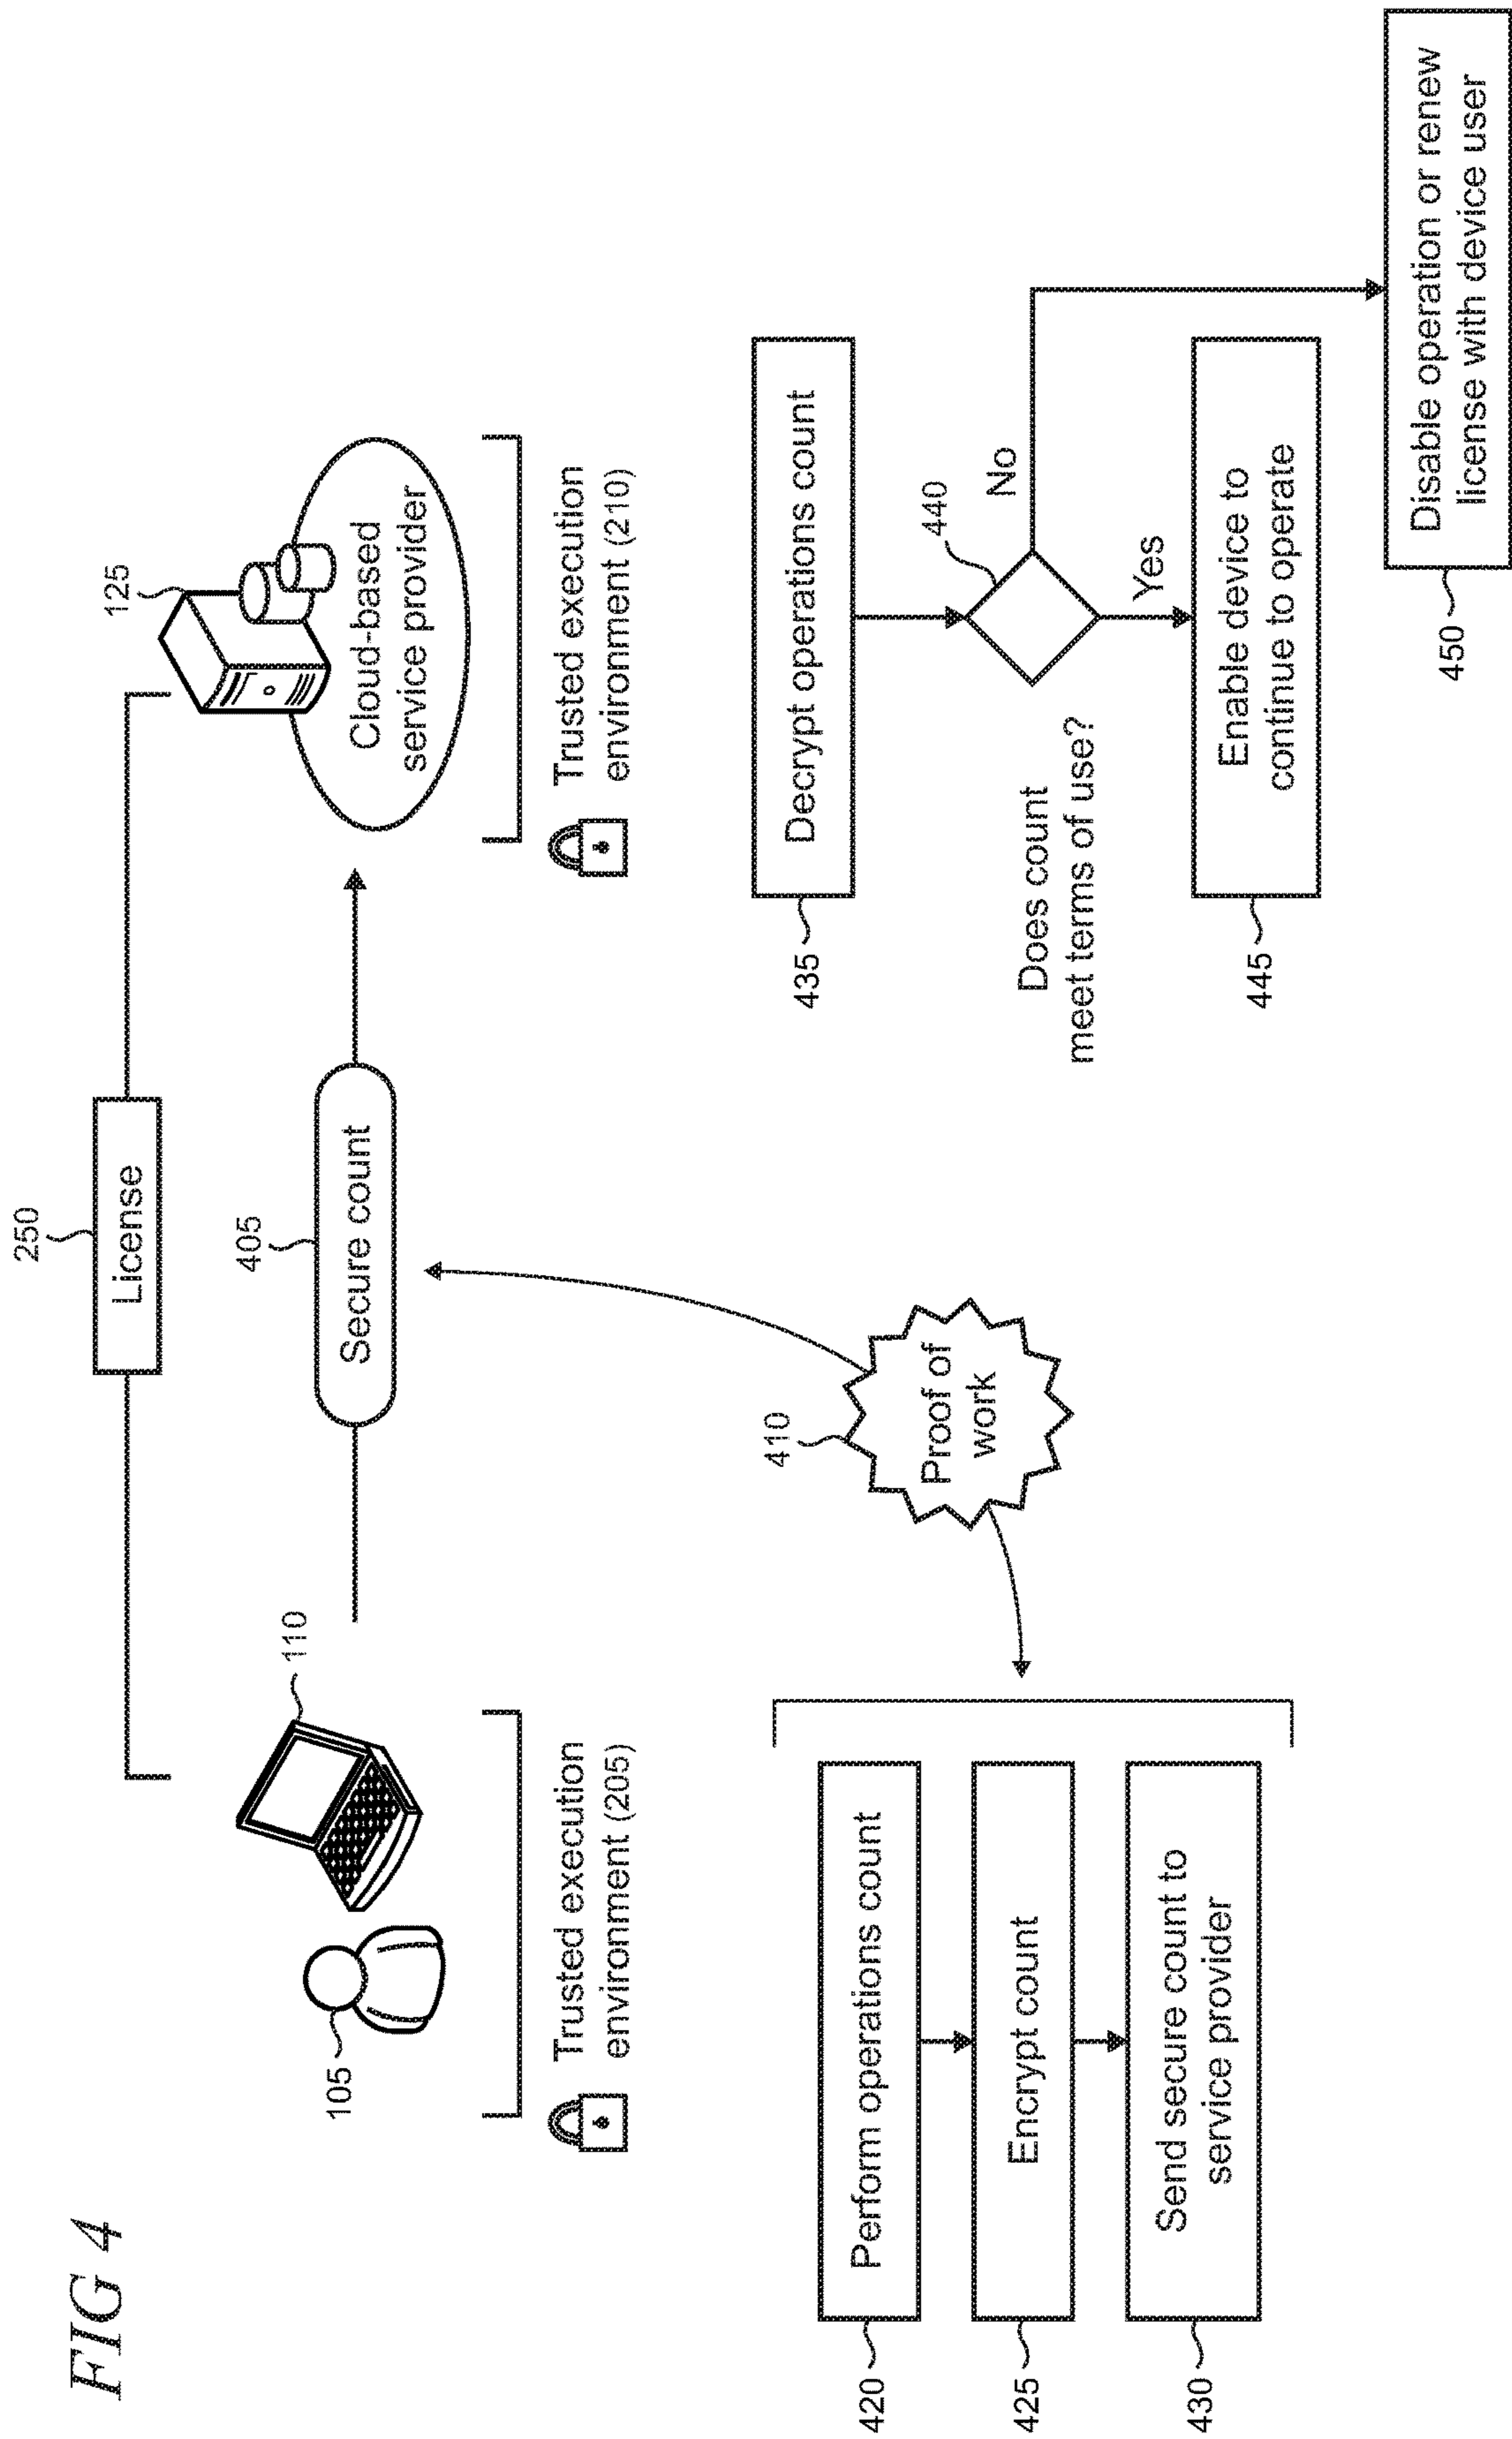 FIG 4
250
License
125
110
405
105
Secure count
Cloud-based
service provider
Trusted execution
environment (205)
Trusted execution
environment (210)
410
Proof of
work
420
Perform operations count
425
Encrypt count
430
Send secure count to
service provider
435
Decrypt operations count
440
Does count
meet terms of use?
No
Yes
445
Enable device to
continue to operate
450
Disable operation or renew
license with device user